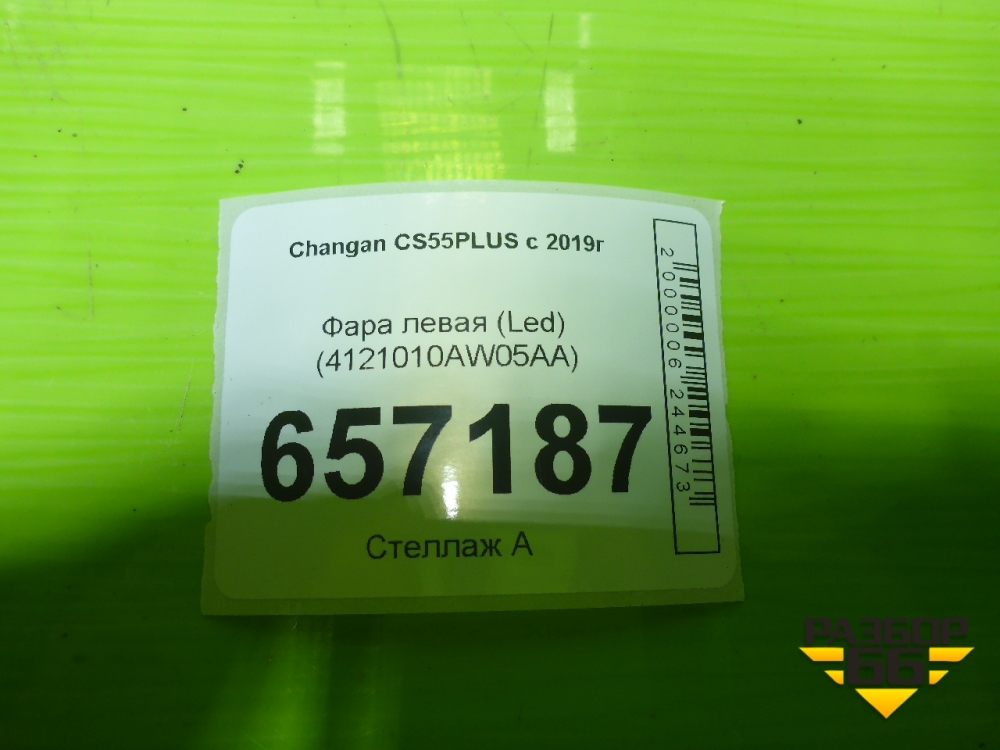 Changan CS55PLUS с 2019г
Фара левая (Led)
(4121010AW05AA)
657187
Стеллаж А
2000006244673
РАЗБОР
66